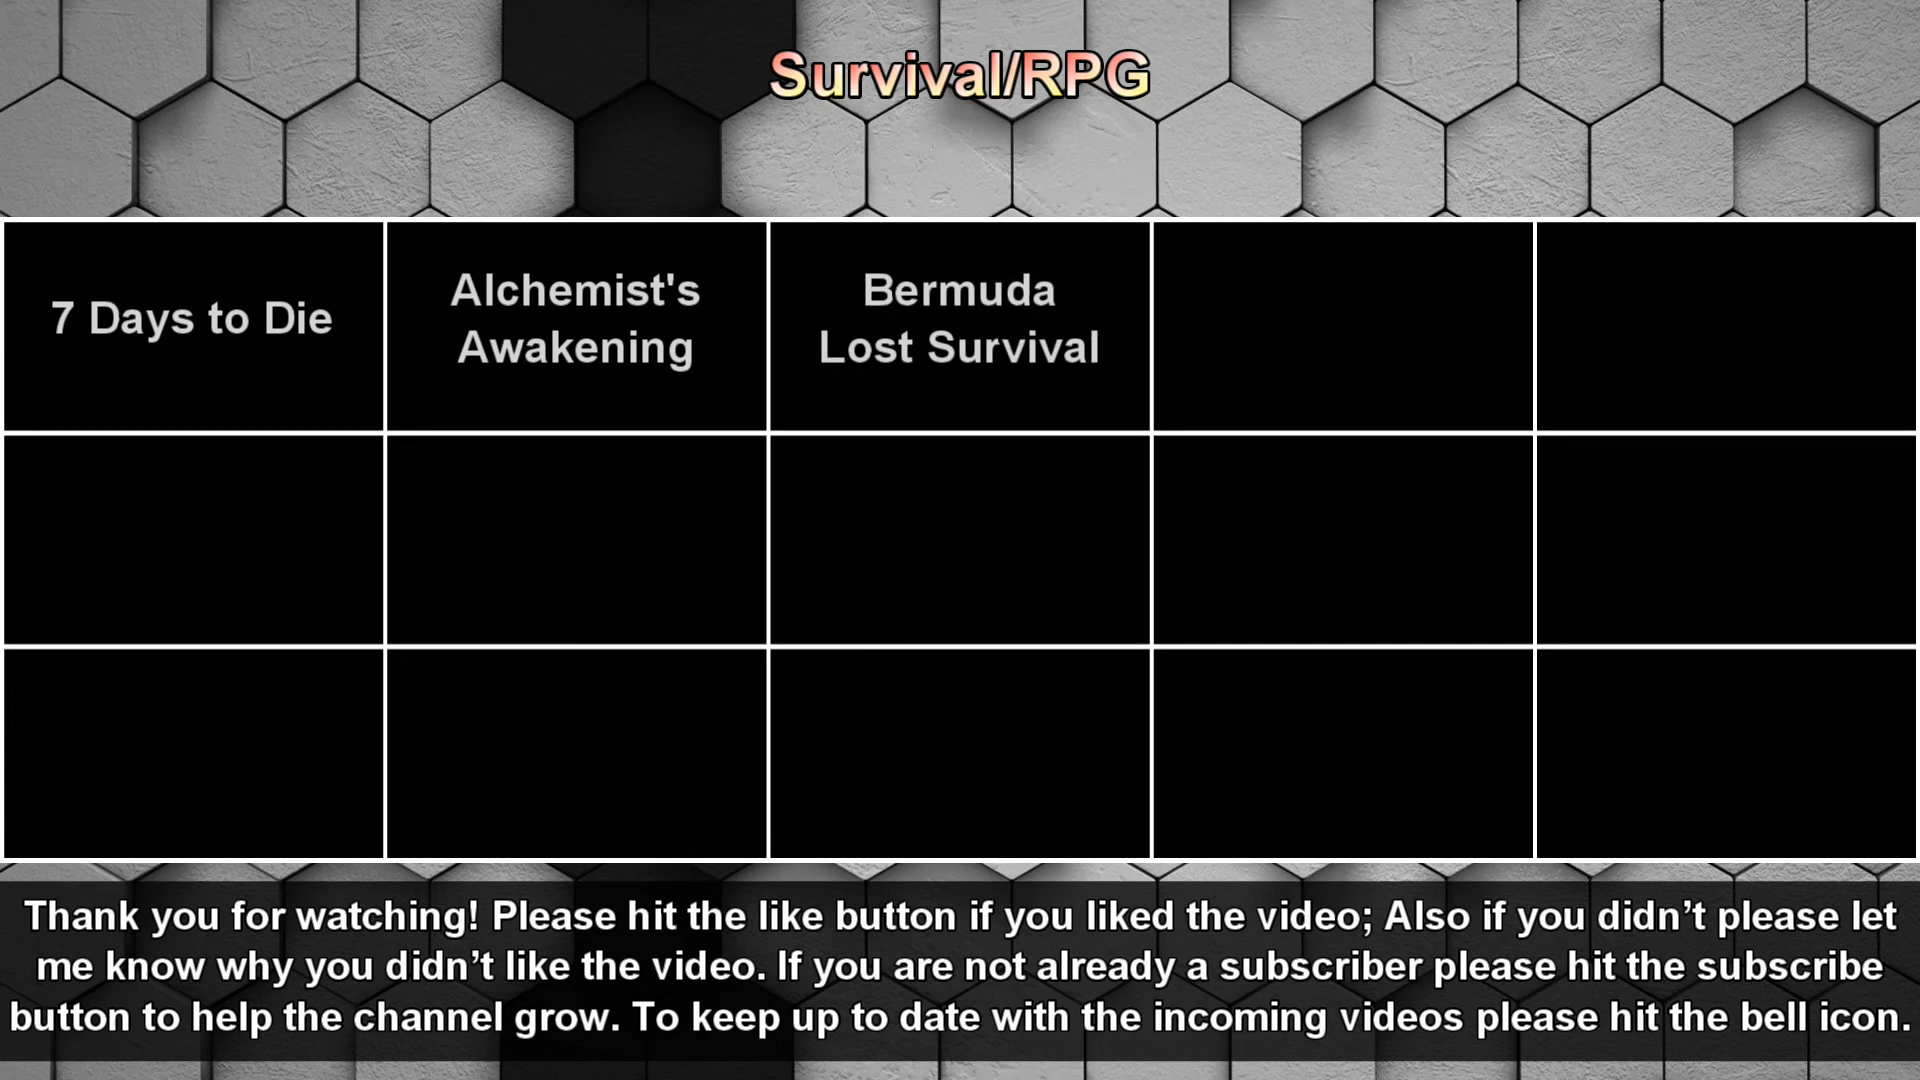 Survival/RPG
7 Days to Die
Alchemist's
Awakening
Bermuda
Lost Survival
Thank you for watching! Please hit the like button if you liked the video; Also if you didn’t please let
me know why you didn’t like the video. If you are not already a subscriber please hit the subscribe
button to help the channel grow. To keep up to date with the incoming videos please hit the bell icon.